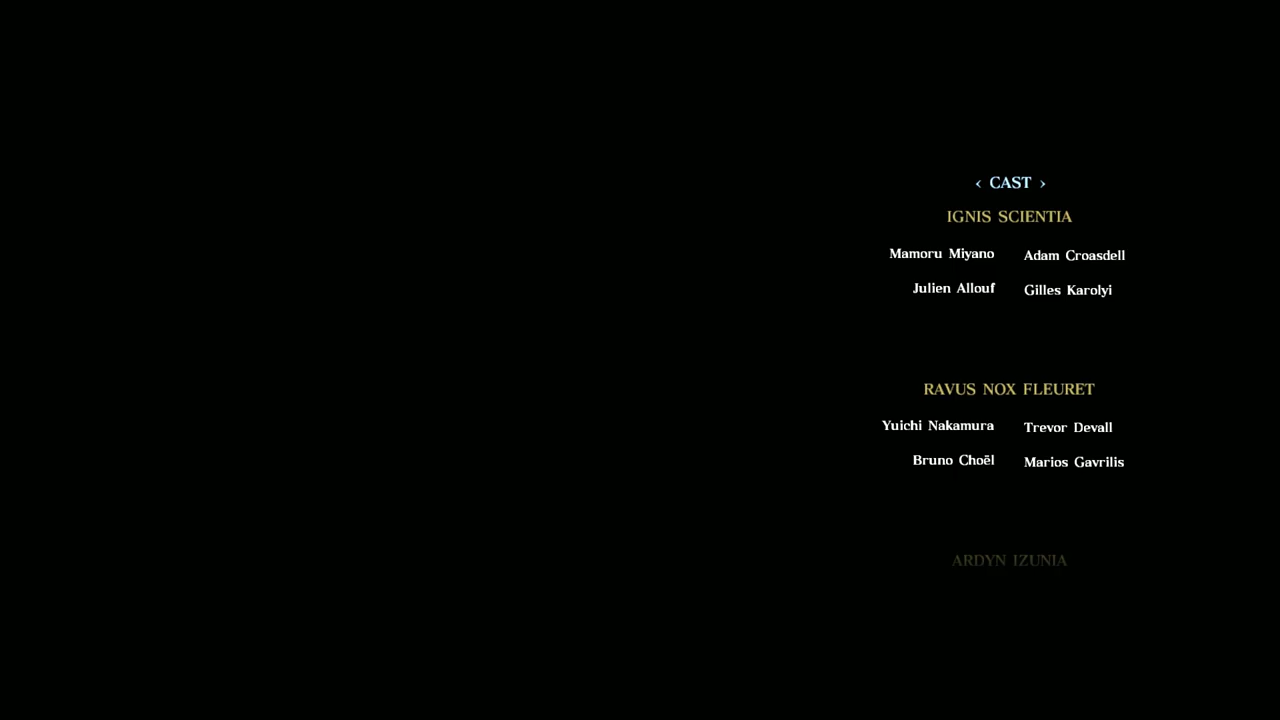 ‹ CAST ›
IGNIS SCIENTIA
Mamoru Miyano Adam Croasdell
Julien Allouf Gilles Karolyi
RAVUS NOX FLEURET
Yuichi Nakamura Trevor Devall
Bruno Choël Marios Gavrilis
ARDYN IZUNIA